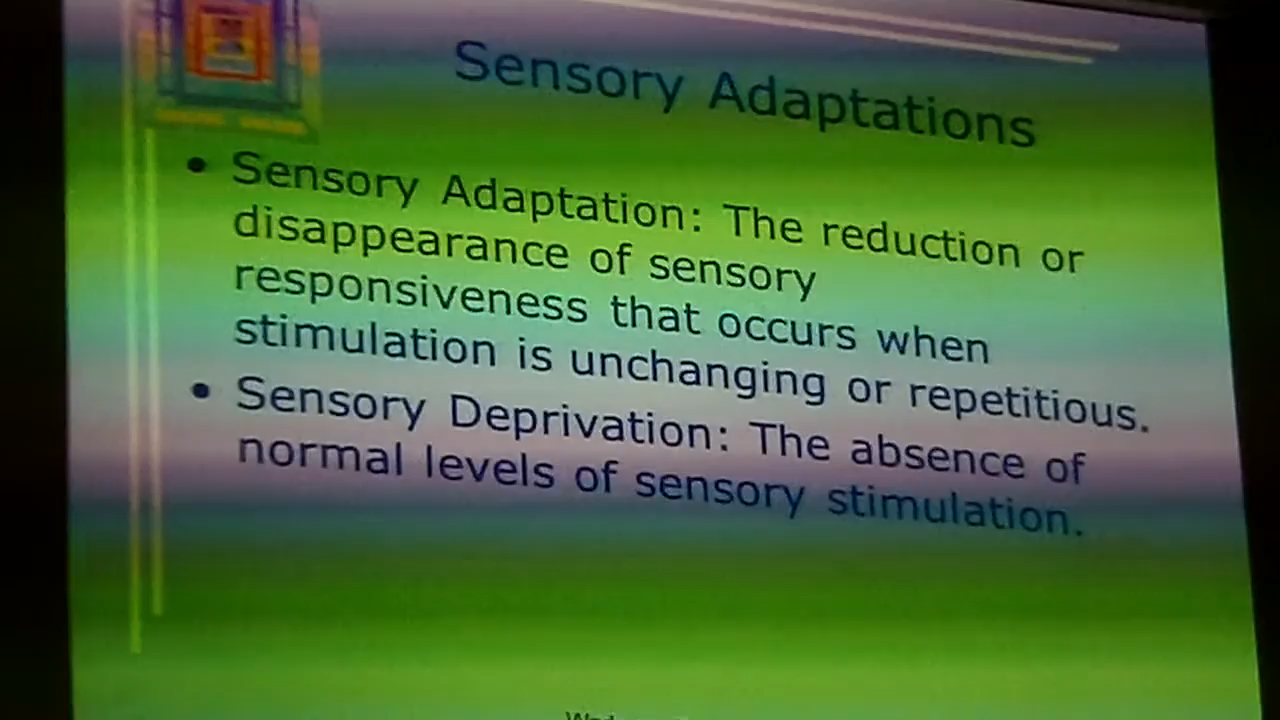 Sensory Adaptations
• Sensory Adaptation: The reduction or
disappearance of sensory
responsiveness that occurs when
stimulation is unchanging or repetitious.
• Sensory Deprivation: The absence of
normal levels of sensory stimulation.